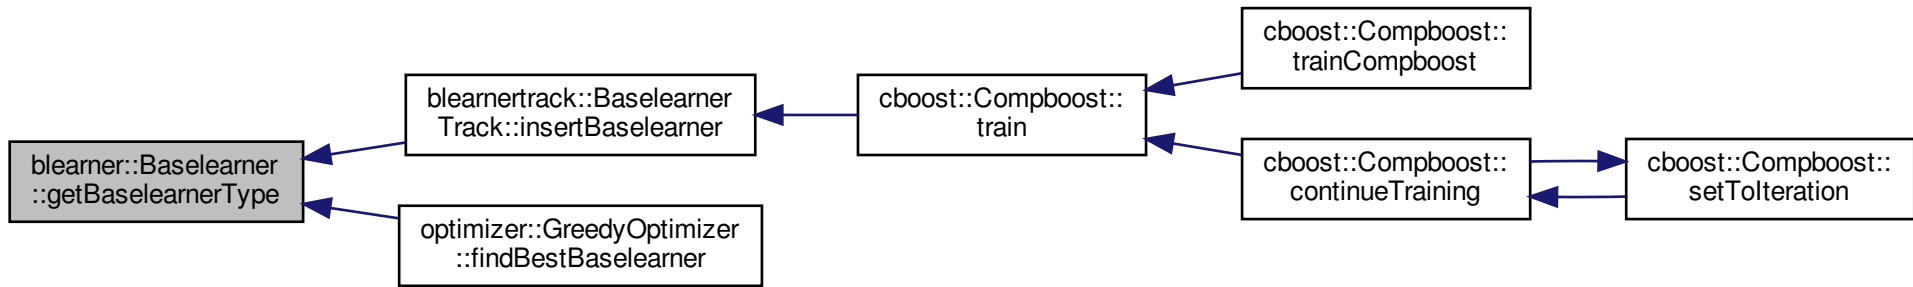 blearner::Baselearner
::getBaselearnerType
blearnertrack::Baselearner
Track::insertBaselearner
optimizer::GreedyOptimizer
::findBestBaselearner
cboost::Compboost::
train
cboost::Compboost::
trainCompboost
cboost::Compboost::
continueTraining
cboost::Compboost::
setToIteration